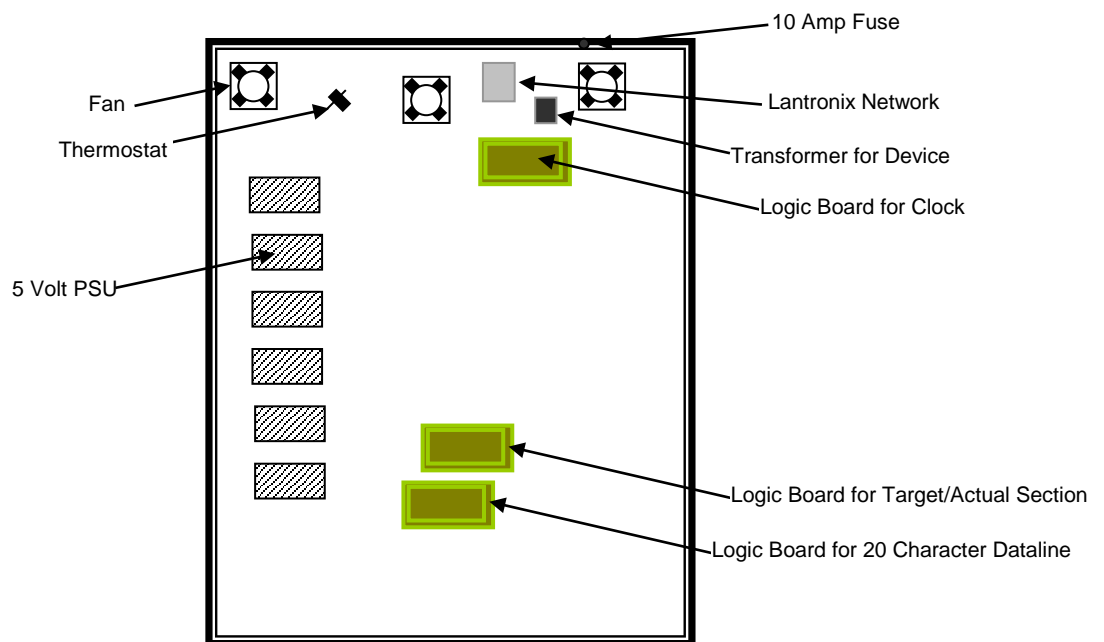 10 Amp Fuse
Fan
Lantronix Network
Thermostat
Transformer for Device
Logic Board for Clock
5 Volt PSU
Logic Board for Target/Actual Section
Logic Board for 20 Character Dataline